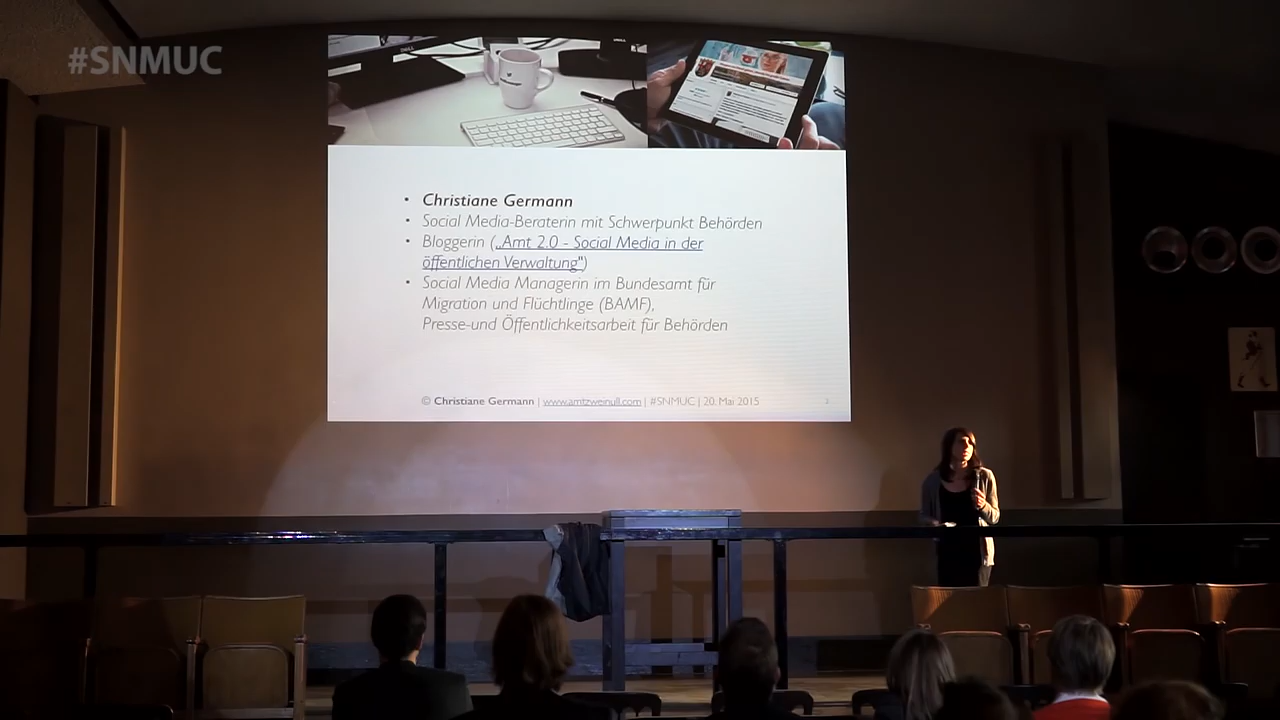 #SNMUC
DELL
• Christiane Germann
• Social Media-Beraterin mit Schwerpunkt Behörden
• Bloggerin („Amt 2.0 - Social Media in der
öffentlichen Verwaltung")
• Social Media Managerin im Bundesamt für
Migration und Flüchtlinge (BAMF),
Presse-und Öffentlichkeitsarbeit für Behörden
© Christiane Germann | www.amtzweinull.com | #SNMUC | 20. Mai 2015
2